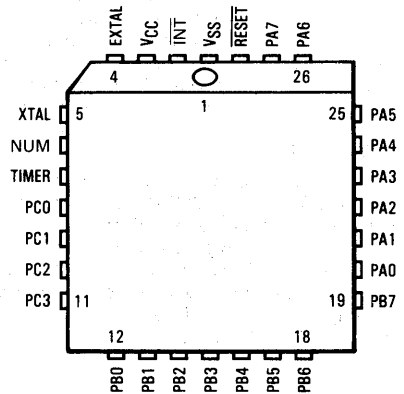 EXTAL VCC INT VSS RESET PA7 PA6
4 26
1
XTAL 5 25 PA5
NUM PA4
TIMER PA3
PC0 PA2
PC1 PA1
PC2 PA0
PC3 11 19 PB7
12 18
PB0 PB1 PB2 PB3 PB4 PB5 PB6